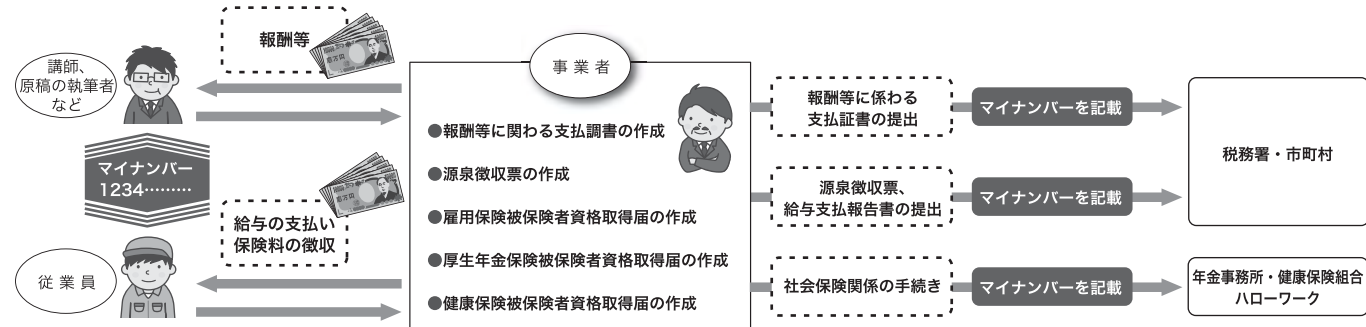 報酬等
講師、
原稿の執筆者
など
マイナンバー
1234………
給与の支払い
保険料の徴収
従業員
事業者
●報酬等に関わる支払調書の作成
●源泉徴収票の作成
●雇用保険被保険者資格取得届の作成
●厚生年金保険被保険者資格取得届の作成
●健康保険被保険者資格取得届の作成
報酬等に係わる
支払証書の提出
マイナンバーを記載
源泉徴収票、
給与支払報告書の提出
マイナンバーを記載
税務署・市町村
社会保険関係の手続き
マイナンバーを記載
年金事務所・健康保険組合
ハローワーク